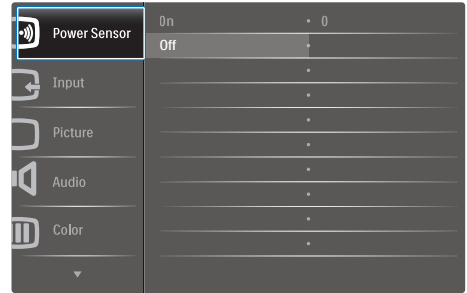 Power Sensor
On • 0
Off •
Input
Picture
Audio
Color